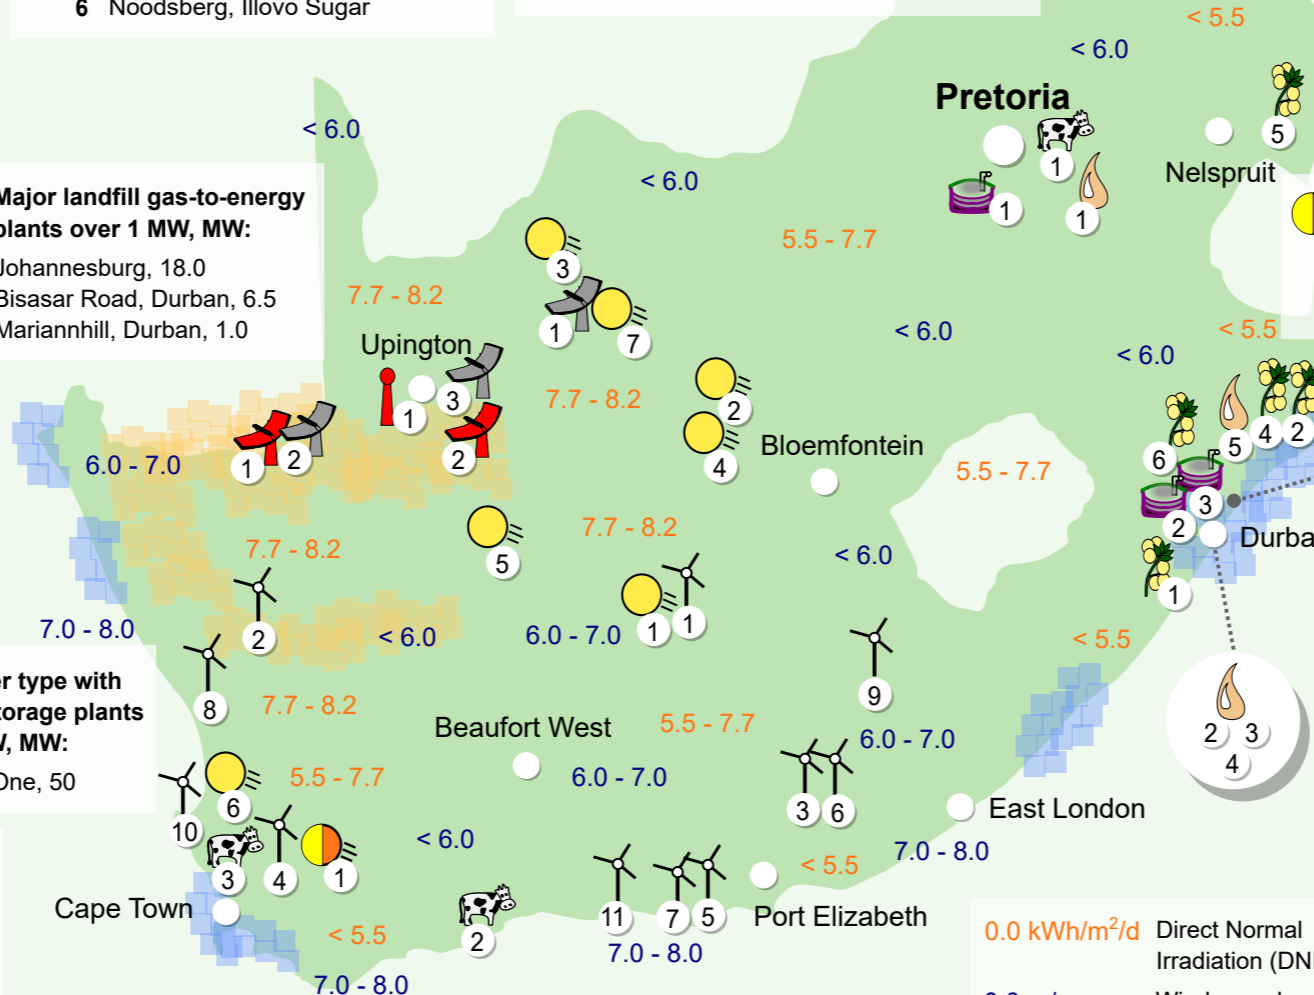 6 Noodsberg, Illovo Sugar
< 5.5
< 6.0
Pretoria
< 6.0
5
1
Nelspruit
< 6.0
Major landfill gas-to-energy
plants over 1 MW, MW:
Johannesburg, 18.0
Bisasar Road, Durban, 6.5
Mariannhill, Durban, 1.0
1
1
5.5 - 7.7
3
7.7 - 8.2
1
7
< 6.0
< 5.5
Upington
< 6.0
3
1
7.7 - 8.2
2
4
2
5
6
Bloemfontein
6.0 - 7.0
1
2
2
4
5.5 - 7.7
3
2
Durba
7.7 - 8.2
7.7 - 8.2
5
< 6.0
1
7.0 - 8.0
2
< 6.0
6.0 - 7.0
1
1
< 5.5
er type with
torage plants
V, MW:
One, 50
8
7.7 - 8.2
9
Beaufort West
5.5 - 7.7
6.0 - 7.0
2 3
4
5.5 - 7.7
6.0 - 7.0
6
3
6
East London
10
< 6.0
7.0 - 8.0
3
4
1
< 5.5
Cape Town
2
11
7
5
Port Elizabeth
< 5.5
7.0 - 8.0
7.0 - 8.0
0.0 kWh/m²/d Direct Normal
Irradiation (DNI